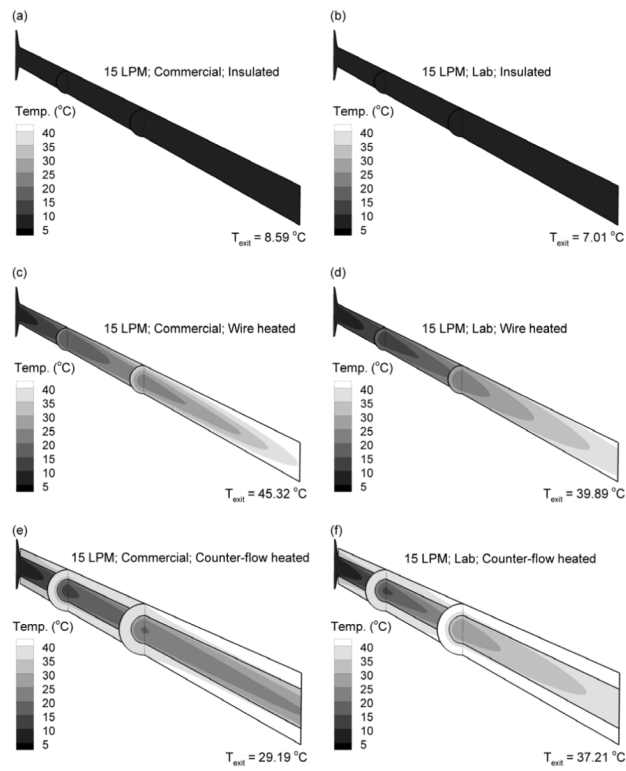 (a)
15 LPM; Commercial; Insulated
Temp. (°C)
40
35
30
25
20
15
10
5
T_exit = 8.59 °C
(b)
15 LPM; Lab; Insulated
Temp. (°C)
40
35
30
25
20
15
10
5
T_exit = 7.01 °C
(c)
15 LPM; Commercial; Wire heated
Temp. (°C)
40
35
30
25
20
15
10
5
T_exit = 45.32 °C
(d)
15 LPM; Lab; Wire heated
Temp. (°C)
40
35
30
25
20
15
10
5
T_exit = 39.89 °C
(e)
15 LPM; Commercial; Counter-flow heated
Temp. (°C)
40
35
30
25
20
15
10
5
T_exit = 29.19 °C
(f)
15 LPM; Lab; Counter-flow heated
Temp. (°C)
40
35
30
25
20
15
10
5
T_exit = 37.21 °C